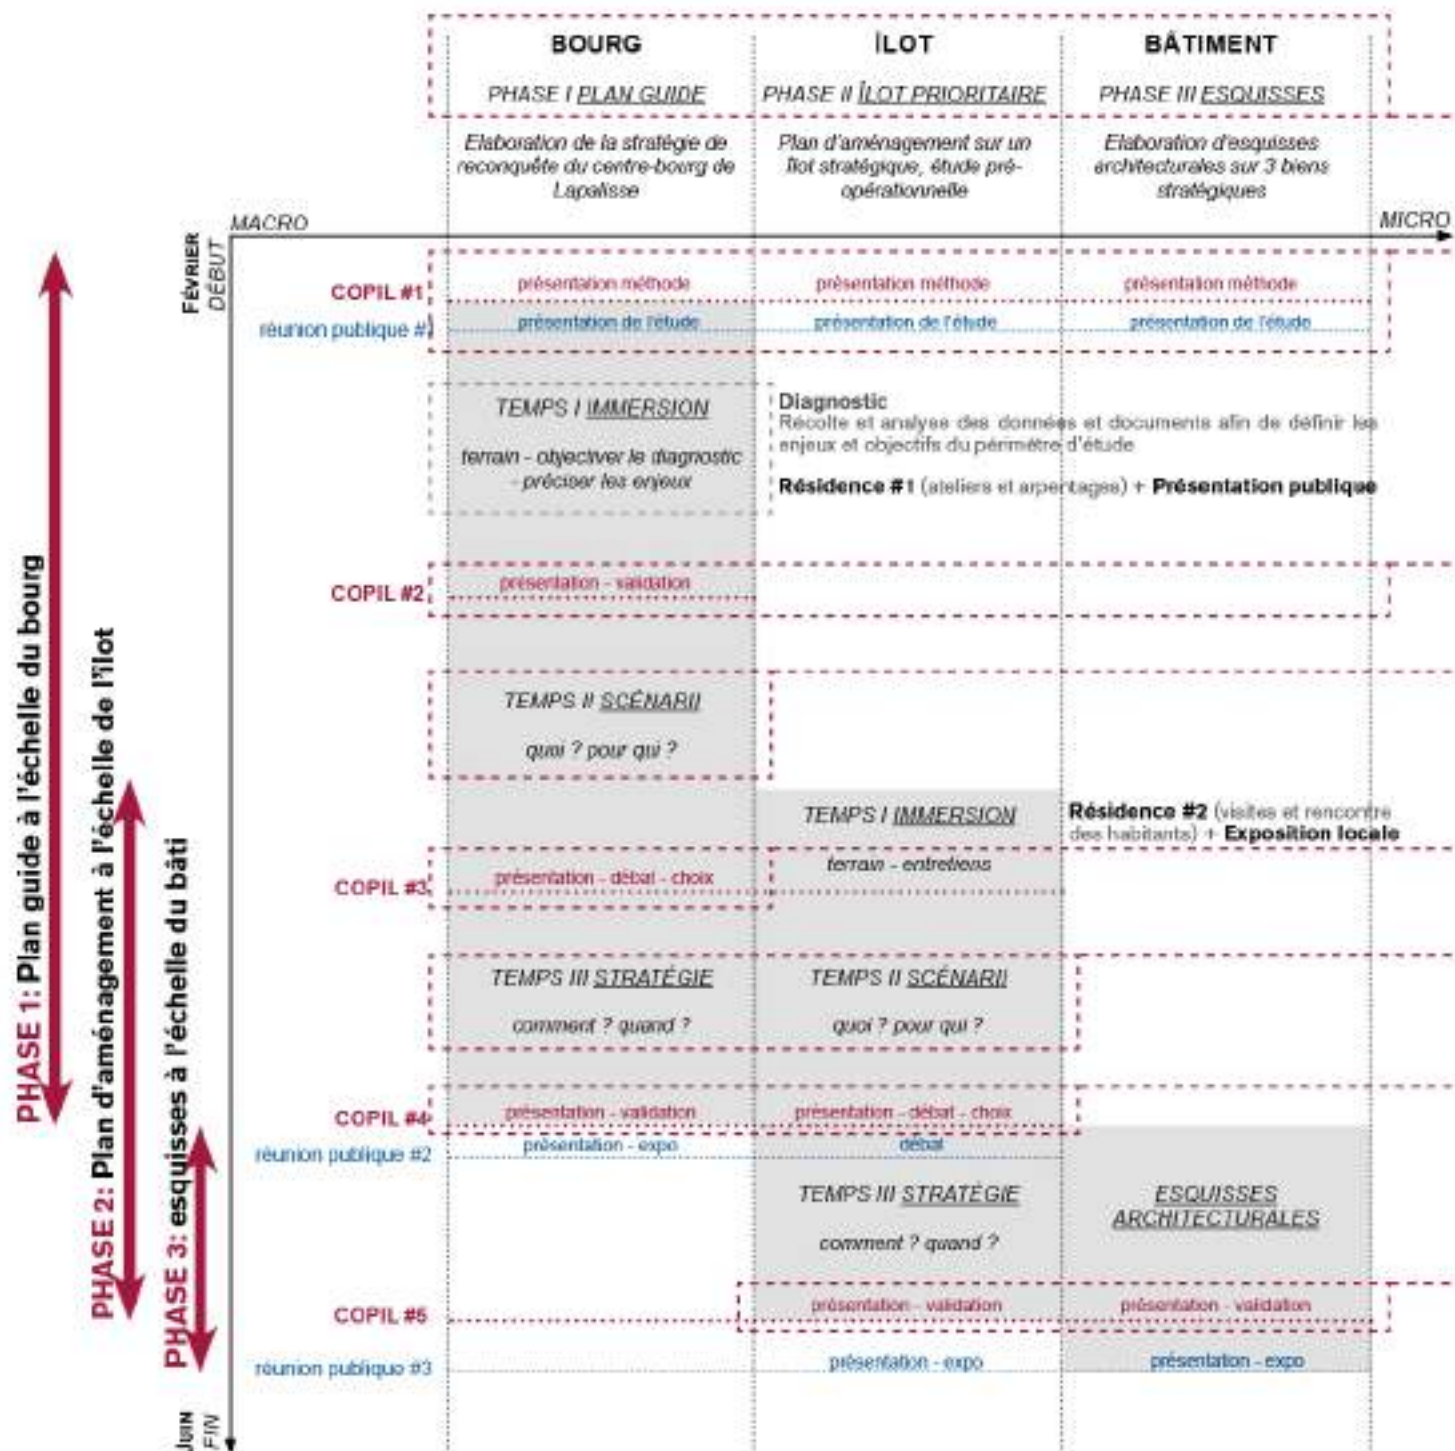 BOURG
PHASE I PLAN GUIDE
Elaboration de la stratégie de
reconquête du centre-bourg de
Lapalisse
ÎLOT
PHASE II ÎLOT PRIORITAIRE
Plan d'aménagement sur un
îlot stratégique, étude pré-
opérationnelle
BÂTIMENT
PHASE III ESQUISSES
Elaboration d'esquisses
architecturales sur 3 biens
stratégiques
MACRO
MICRO
FÉVRIER
DÉBUT
COPIL #1
présentation méthode
présentation méthode
présentation méthode
réunion publique #
présentation de l'étude
présentation de l'étude
présentation de l'étude
TEMPS I IMMERSION
terrain - objectiver le diagnostic
- préciser les enjeux
Diagnostic
Récolte et analyse des données et documents afin de définir les
enjeux et objectifs du périmètre d'étude
Résidence #1 (ateliers et arpentages) + Présentation publique
COPIL #2
présentation - validation
TEMPS II SCÉNARII
quoi ? pour qui ?
TEMPS I IMMERSION
terrain - entretiens
Résidence #2 (visites et rencontre
des habitants) + Exposition locale
COPIL #3
présentation - débat - choix
TEMPS III STRATÉGIE
comment ? quand ?
TEMPS II SCÉNARII
quoi ? pour qui ?
COPIL #4
présentation - validation
présentation - débat - choix
réunion publique #2
présentation - expo
débat
TEMPS III STRATÉGIE
comment ? quand ?
ESQUISSES
ARCHITECTURALES
COPIL #5
présentation - validation
présentation - validation
réunion publique #3
présentation - expo
présentation - expo
JUIN
FIN
PHASE 1: Plan guide à l'échelle du bourg
PHASE 2: Plan d'aménagement à l'échelle de l'îlot
PHASE 3: esquisses à l'échelle du bâti